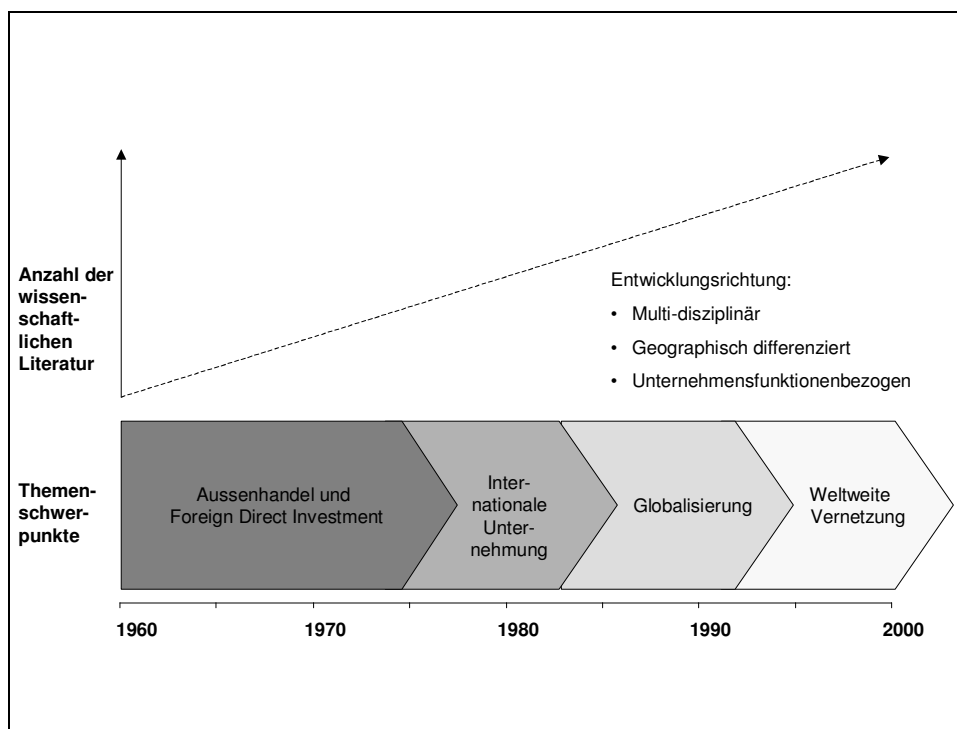 Anzahl der
wissen-
schaft-
lichen
Literatur
Entwicklungsrichtung:
• Multi-disziplinär
• Geographisch differenziert
• Unternehmensfunktionenbezogen
Themen-
schwer-
punkte
Aussenhandel und
Foreign Direct Investment
Inter-
nationale
Unter-
nehmung
Globalisierung
Weltweite
Vernetzung
1960
1970
1980
1990
2000